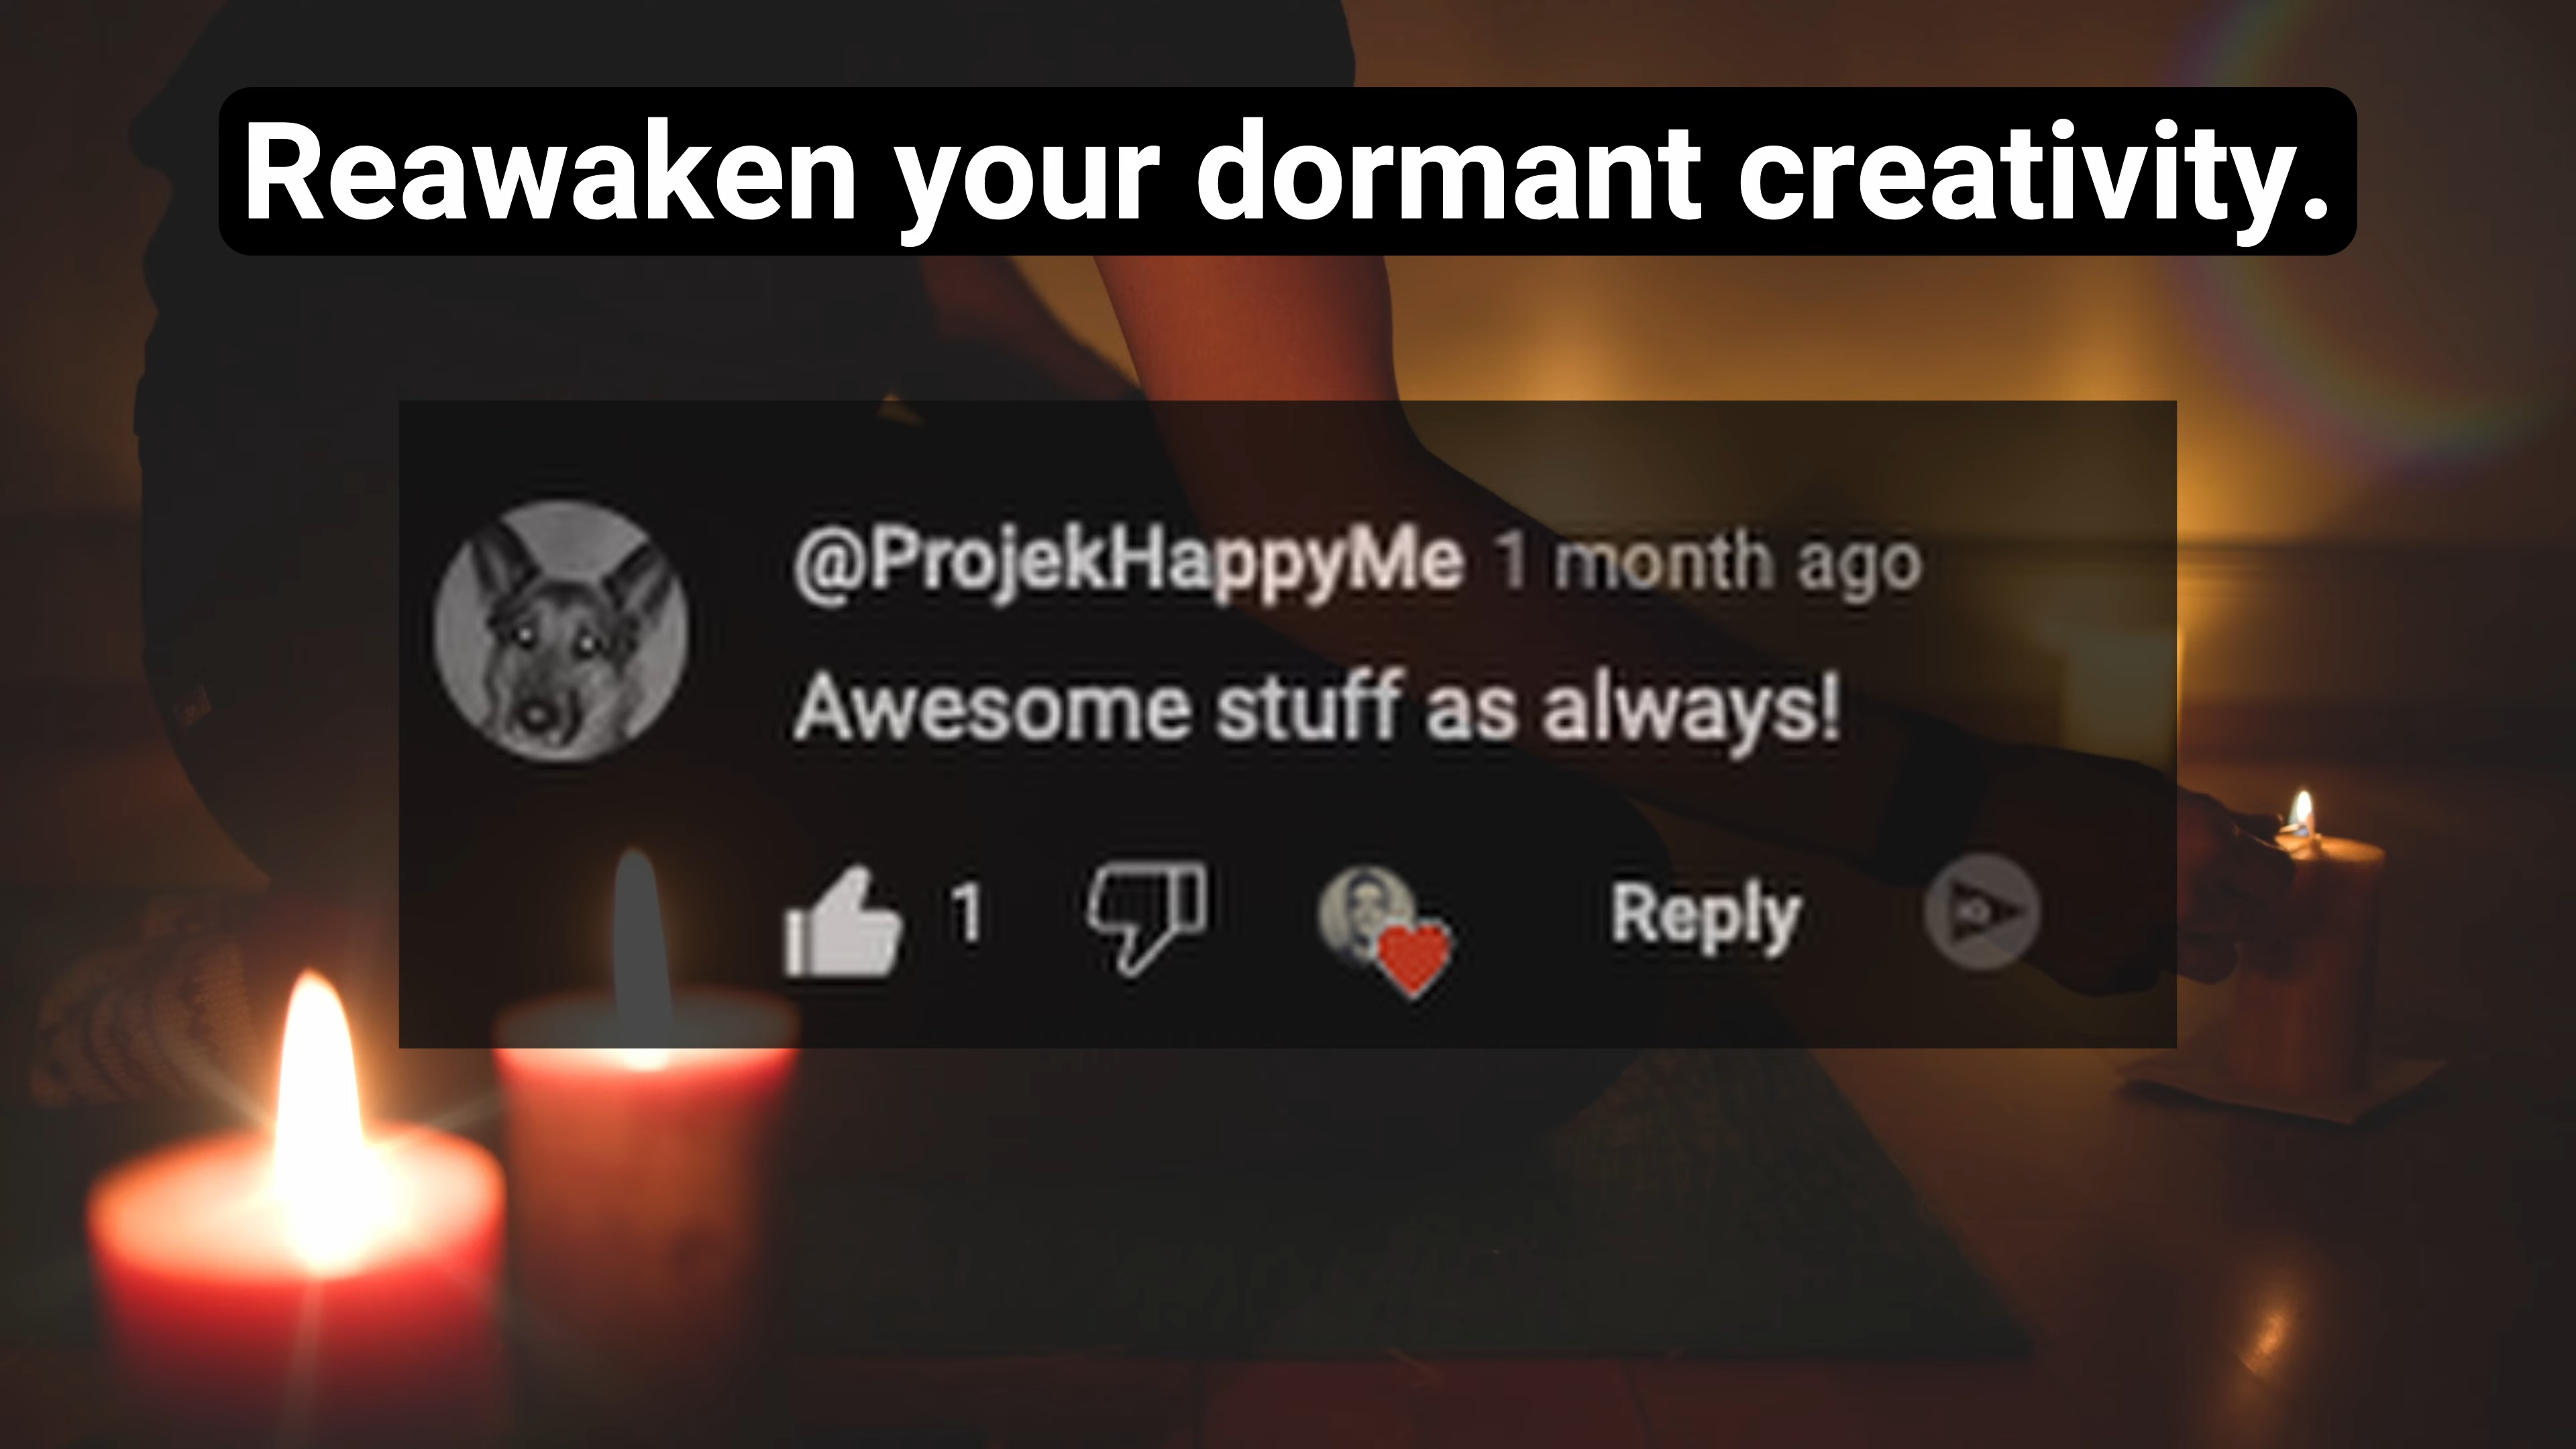 Reawaken your dormant creativity.
@ProjekHappyMe 1 month ago
Awesome stuff as always!
1 Reply